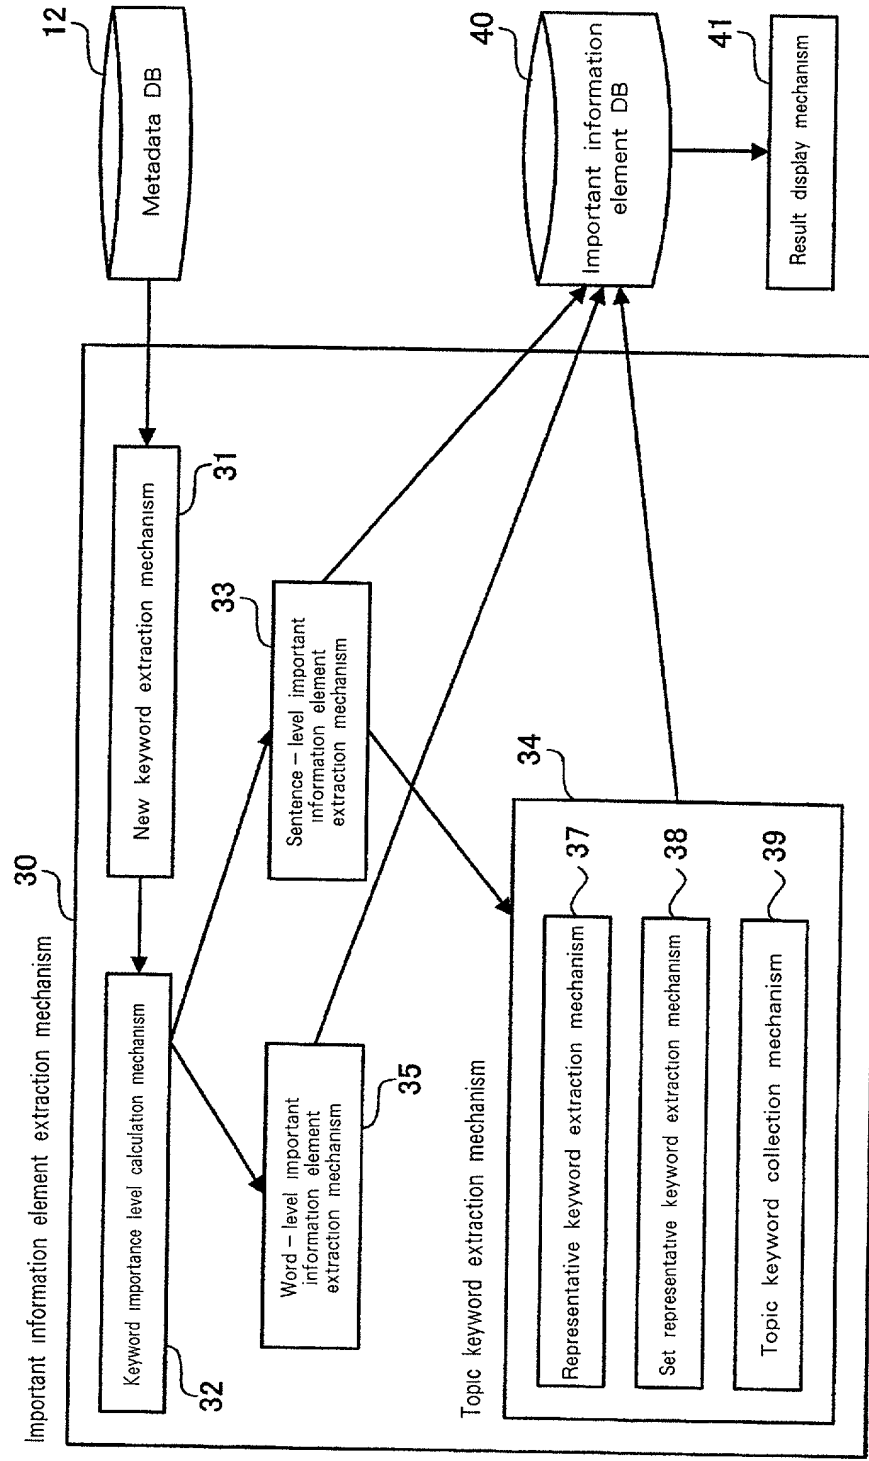 Important information element extraction mechanism
30
12
Metadata DB
31
New keyword extraction mechanism
Keyword importance level calculation mechanism
32
33
Sentence – level important
information element
extraction mechanism
Word – level important
information element
extraction mechanism
35
40
Important information
element DB
41
Result display mechanism
Topic keyword extraction mechanism
34
Representative keyword extraction mechanism
37
Set representative keyword extraction mechanism
38
Topic keyword collection mechanism
39